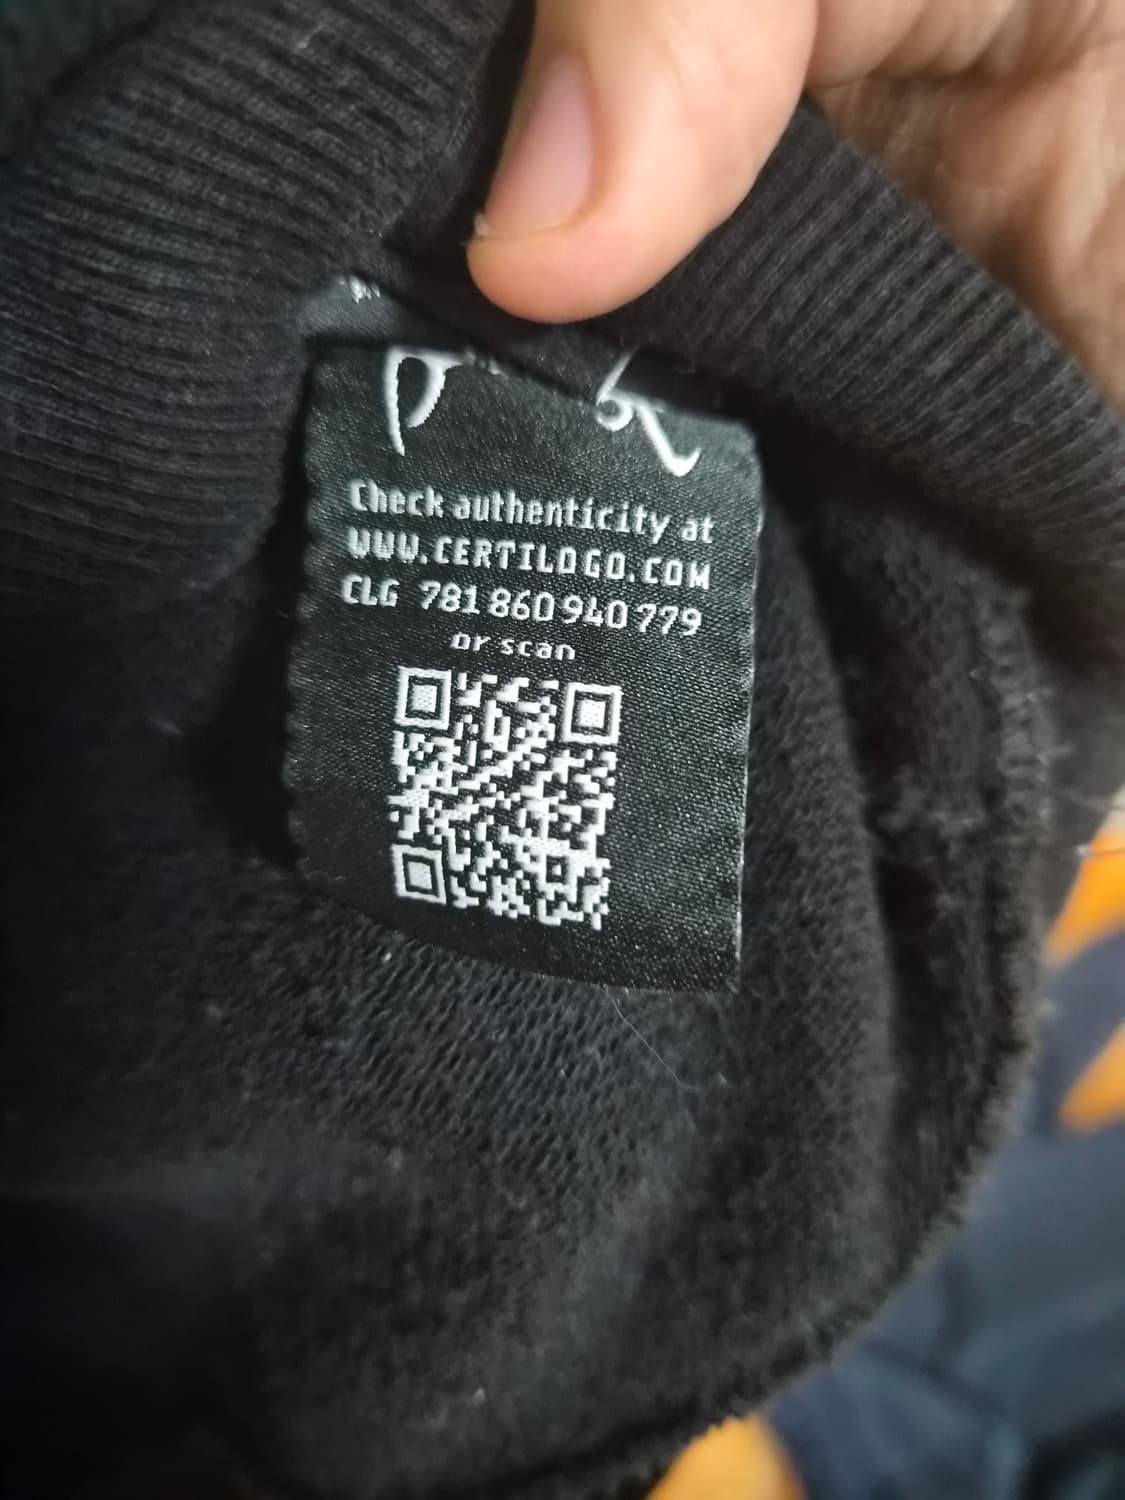 Check authenticity at
WWW.CERTILOGO.COM
CLG 781 860 940 779
or scan